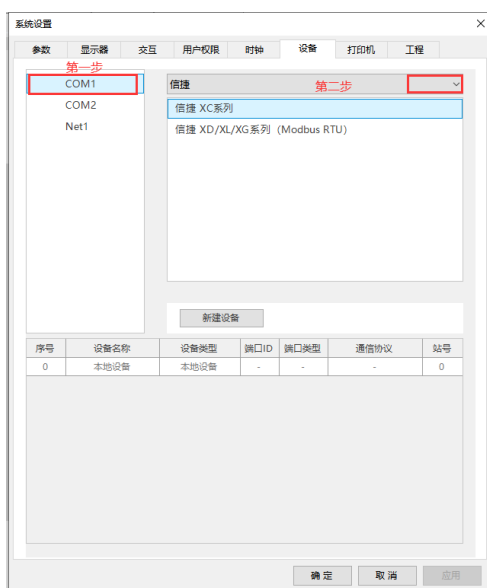 系统设置
参数 显示器 交互 用户权限 时钟 设备 打印机 工程
第一步
COM1
COM2
Net1
信捷 第二步
信捷 XC系列
信捷 XD/XL/XG系列（Modbus RTU）
新建设备
序号 设备名称 设备类型 端口ID 端口类型 通信协议 站号
0 本地设备 本地设备 - - - 0
确定 取消 应用